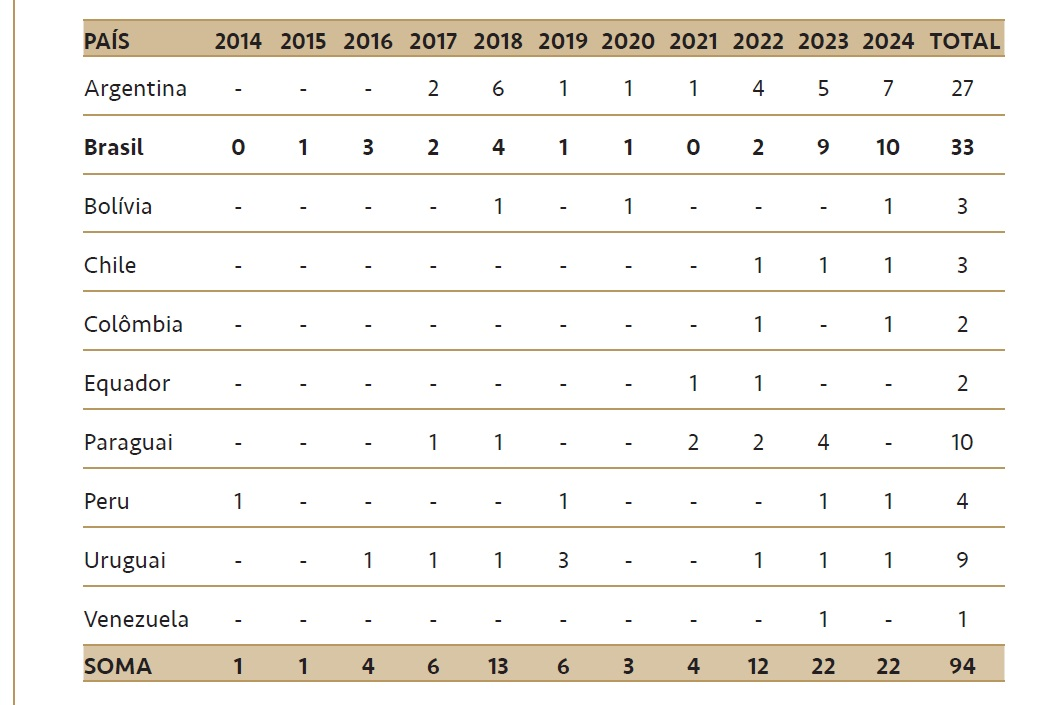 PAÍS 2014 2015 2016 2017 2018 2019 2020 2021 2022 2023 2024 TOTAL
Argentina - - - 2 6 1 1 1 4 5 7 27
Brasil 0 1 3 2 4 1 1 0 2 9 10 33
Bolívia - - - - 1 - 1 - - - 1 3
Chile - - - - - - - - 1 1 1 3
Colômbia - - - - - - - - 1 - 1 2
Equador - - - - - - - 1 1 - - 2
Paraguai - - - 1 1 - - 2 2 4 - 10
Peru 1 - - - - 1 - - - 1 1 4
Uruguai - - 1 1 1 3 - - 1 1 1 9
Venezuela - - - - - - - - - 1 - 1
SOMA 1 1 4 6 13 6 3 4 12 22 22 94